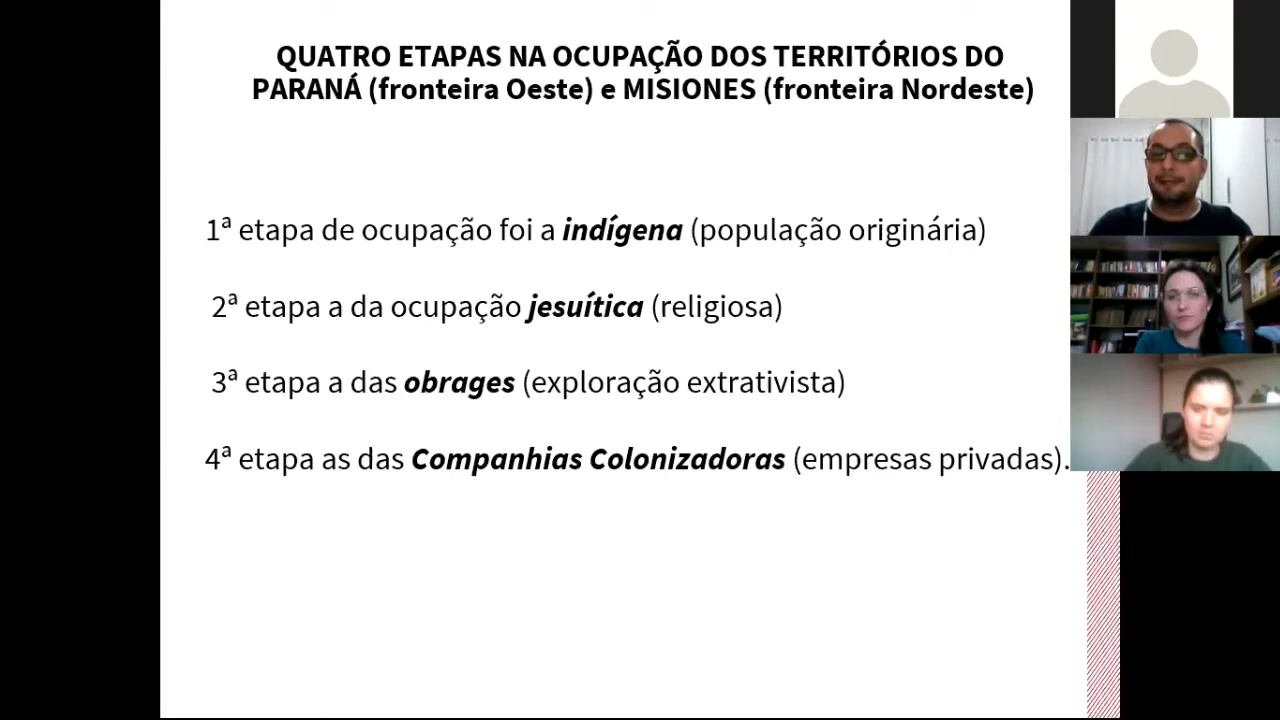 QUATRO ETAPAS NA OCUPAÇÃO DOS TERRITÓRIOS DO
PARANÁ (fronteira Oeste) e MISIONES (fronteira Nordeste)
1ª etapa de ocupação foi a indígena (população originária)
2ª etapa a da ocupação jesuítica (religiosa)
3ª etapa a das obrages (exploração extrativista)
4ª etapa as das Companhias Colonizadoras (empresas privadas).